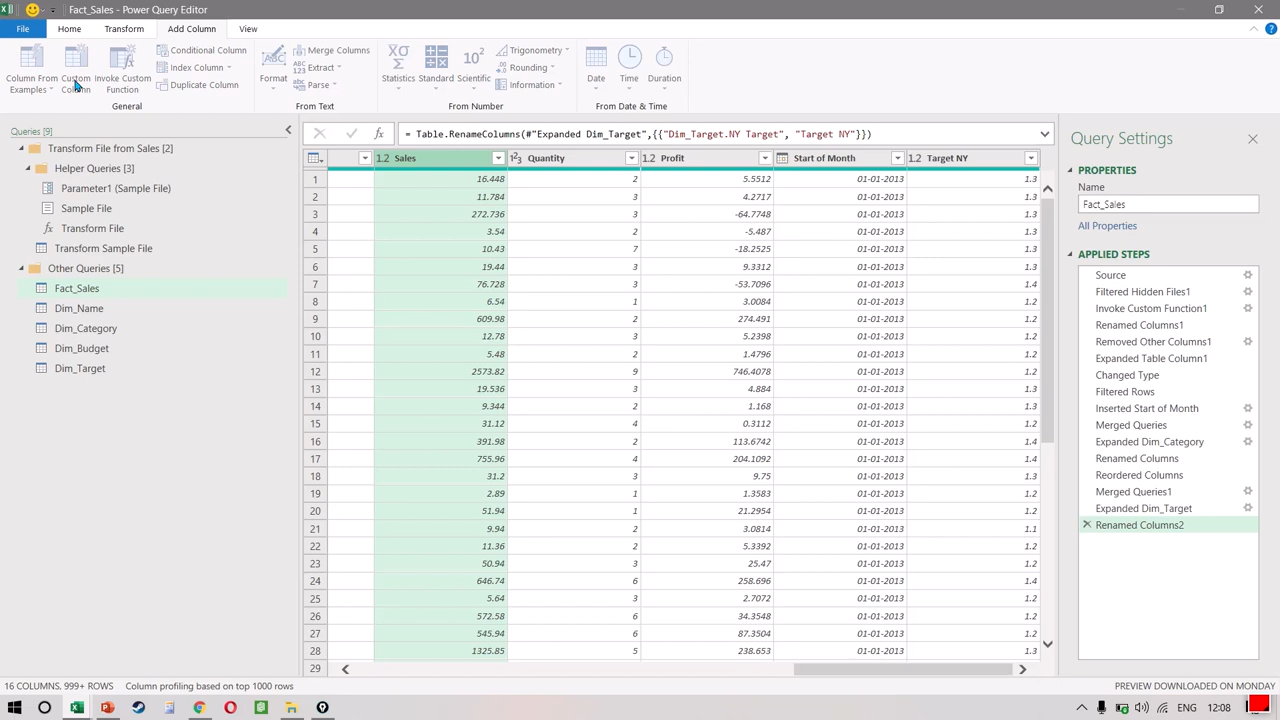 Fact_Sales - Power Query Editor
File Home Transform Add Column View
Column From Examples
Custom Column
Invoke Custom Function
Conditional Column
Index Column
Duplicate Column
General
Format
Merge Columns
Extract
Parse
From Text
Statistics
Standard
Scientific
Trigonometry
Rounding
Information
From Number
Date
Time
Duration
From Date & Time
Queries [9]
Transform File from Sales [2]
Helper Queries [3]
Parameter1 (Sample File)
Sample File
Transform File
Transform Sample File
Other Queries [5]
Fact_Sales
Dim_Name
Dim_Category
Dim_Budget
Dim_Target
= Table.RenameColumns(#"Expanded Dim_Target",{{"Dim_Target.NY Target", "Target NY"}})
1.2 Sales 123 Quantity 1.2 Profit Start of Month 1.2 Target NY
1 16.448 2 5.5512 01-01-2013 1.3
2 11.784 3 4.2717 01-01-2013 1.3
3 272.736 3 -64.7748 01-01-2013 1.3
4 3.54 2 -5.487 01-01-2013 1.3
5 10.43 7 -18.2525 01-01-2013 1.3
6 19.44 3 9.3312 01-01-2013 1.3
7 76.728 3 -53.7096 01-01-2013 1.4
8 6.54 1 3.0084 01-01-2013 1.2
9 609.98 2 274.491 01-01-2013 1.2
10 12.78 3 5.2398 01-01-2013 1.2
11 5.48 2 1.4796 01-01-2013 1.2
12 2573.82 9 746.4078 01-01-2013 1.2
13 19.536 3 4.884 01-01-2013 1.3
14 9.344 2 1.168 01-01-2013 1.3
15 31.12 4 0.3112 01-01-2013 1.2
16 391.98 2 113.6742 01-01-2013 1.4
17 755.96 4 204.1092 01-01-2013 1.4
18 31.2 3 9.75 01-01-2013 1.3
19 2.89 1 1.3583 01-01-2013 1.2
20 51.94 1 21.2954 01-01-2013 1.2
21 9.94 2 3.0814 01-01-2013 1.1
22 11.36 2 5.3392 01-01-2013 1.2
23 50.94 3 25.47 01-01-2013 1.2
24 646.74 6 258.696 01-01-2013 1.4
25 5.64 3 2.7072 01-01-2013 1.2
26 572.58 6 34.3548 01-01-2013 1.2
27 545.94 6 87.3504 01-01-2013 1.2
28 1325.85 5 238.653 01-01-2013 1.3
29
Query Settings
PROPERTIES
Name
Fact_Sales
All Properties
APPLIED STEPS
Source
Filtered Hidden Files1
Invoke Custom Function1
Renamed Columns1
Removed Other Columns1
Expanded Table Column1
Changed Type
Filtered Rows
Inserted Start of Month
Merged Queries
Expanded Dim_Category
Renamed Columns
Reordered Columns
Merged Queries1
Expanded Dim_Target
Renamed Columns2
16 COLUMNS, 999+ ROWS Column profiling based on top 1000 rows PREVIEW DOWNLOADED ON MONDAY
ENG 12:08